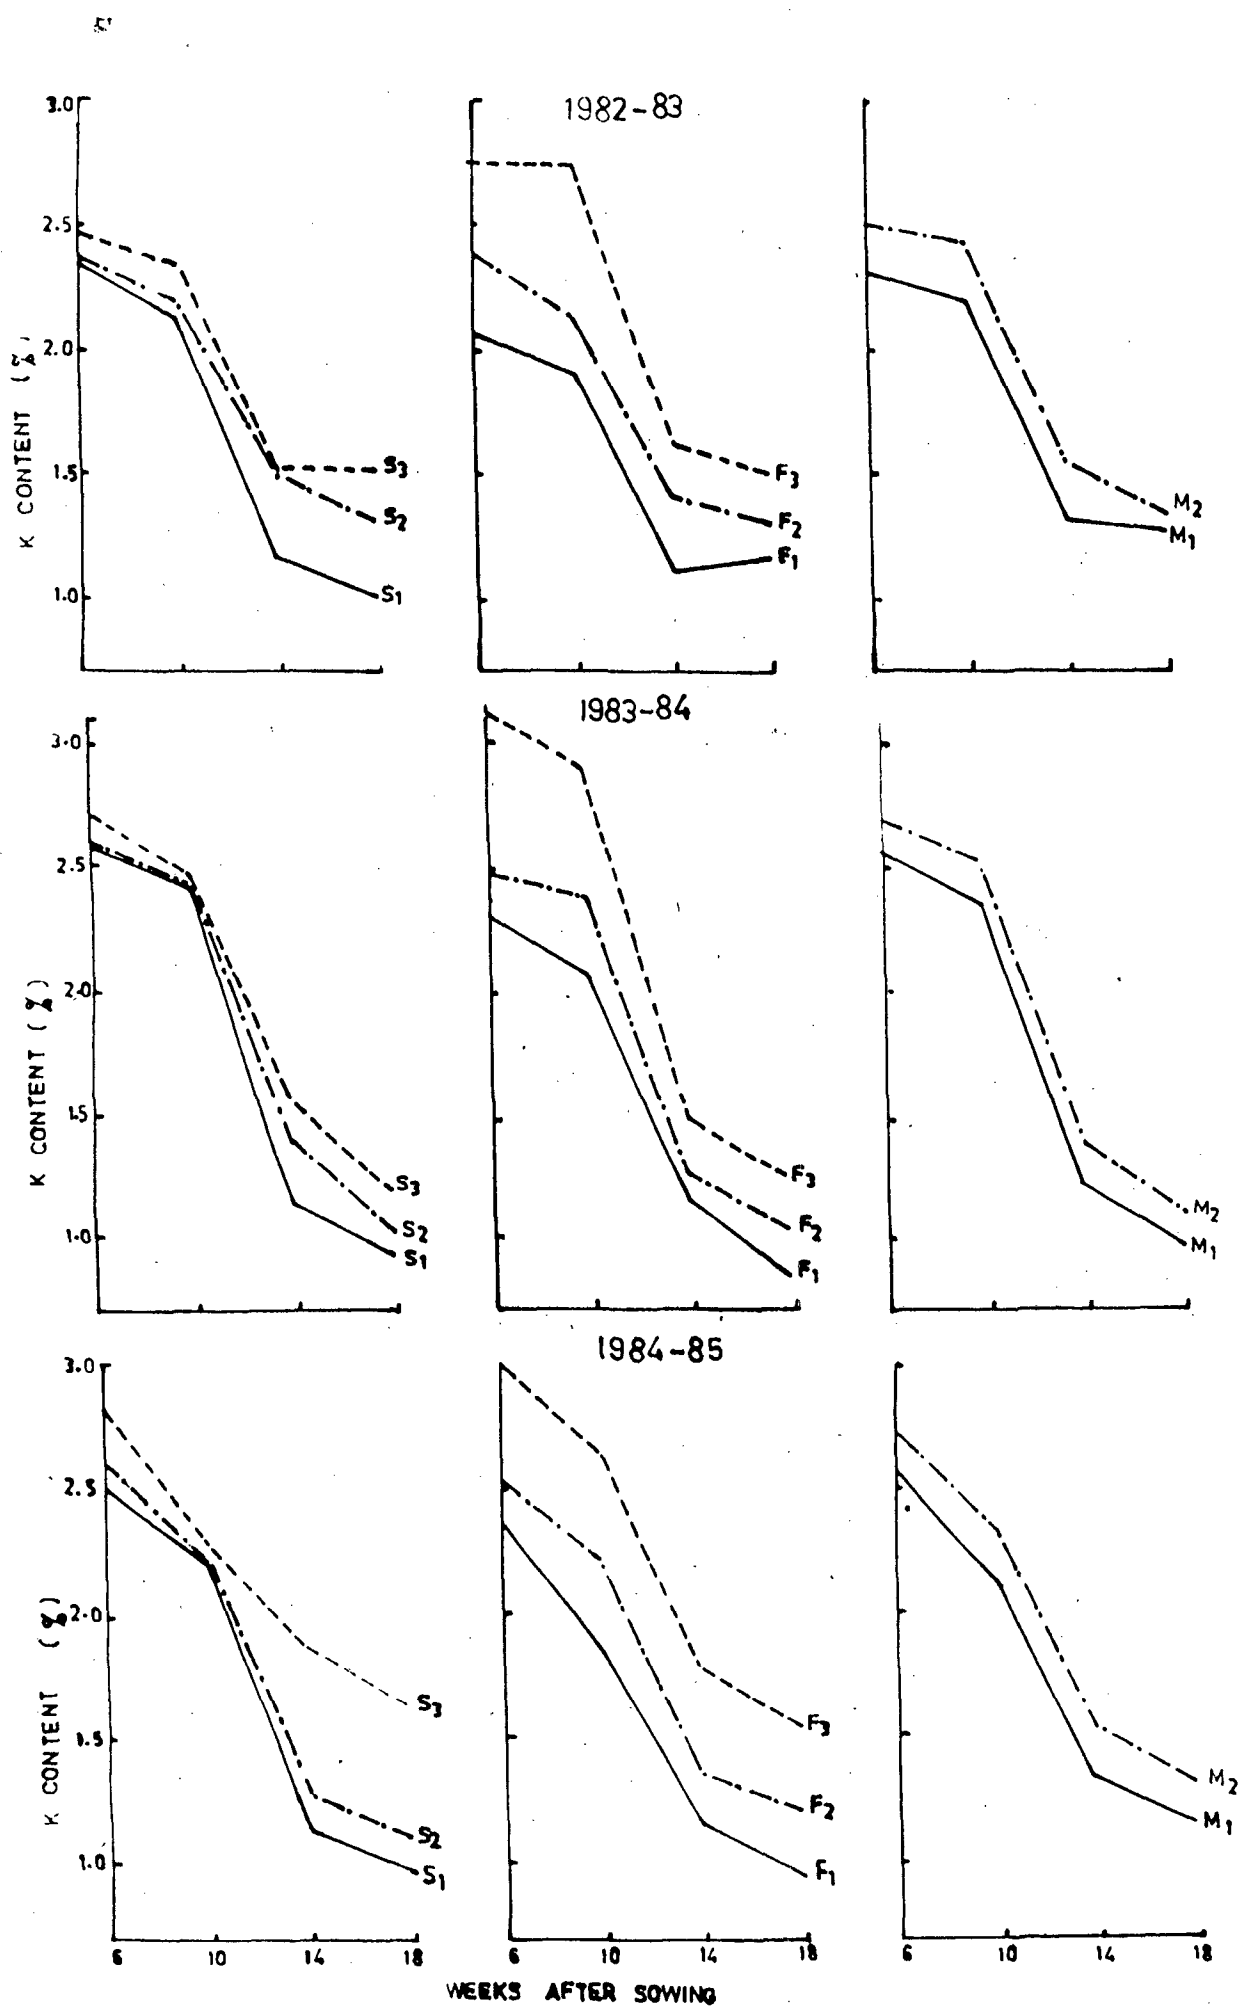 1982-83
3.0
2.5
2.0
1.5
1.0
K CONTENT (%)
S3
S2
S1
F3
F2
F1
M2
M1
1983-84
3.0
2.5
2.0
1.5
1.0
K CONTENT (%)
S3
S2
S1
F3
F2
F1
M2
M1
1984-85
3.0
2.5
2.0
1.5
1.0
K CONTENT (%)
S3
S2
S1
F3
F2
F1
M2
M1
6 10 14 18
6 10 14 18
6 10 14 18
WEEKS AFTER SOWING